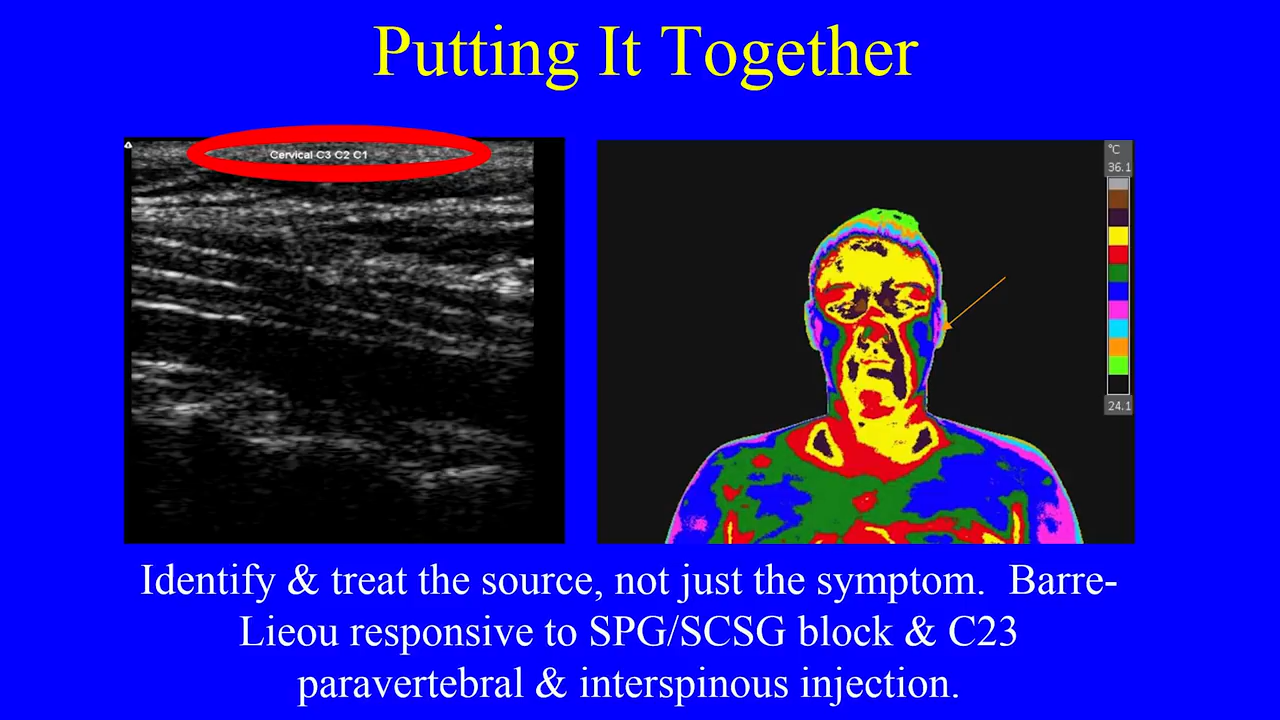 Putting It Together
Cervical C3 C2 C1
°C
36.1
24.1
Identify & treat the source, not just the symptom.  Barre-
Lieou responsive to SPG/SCSG block & C23
paravertebral & interspinous injection.